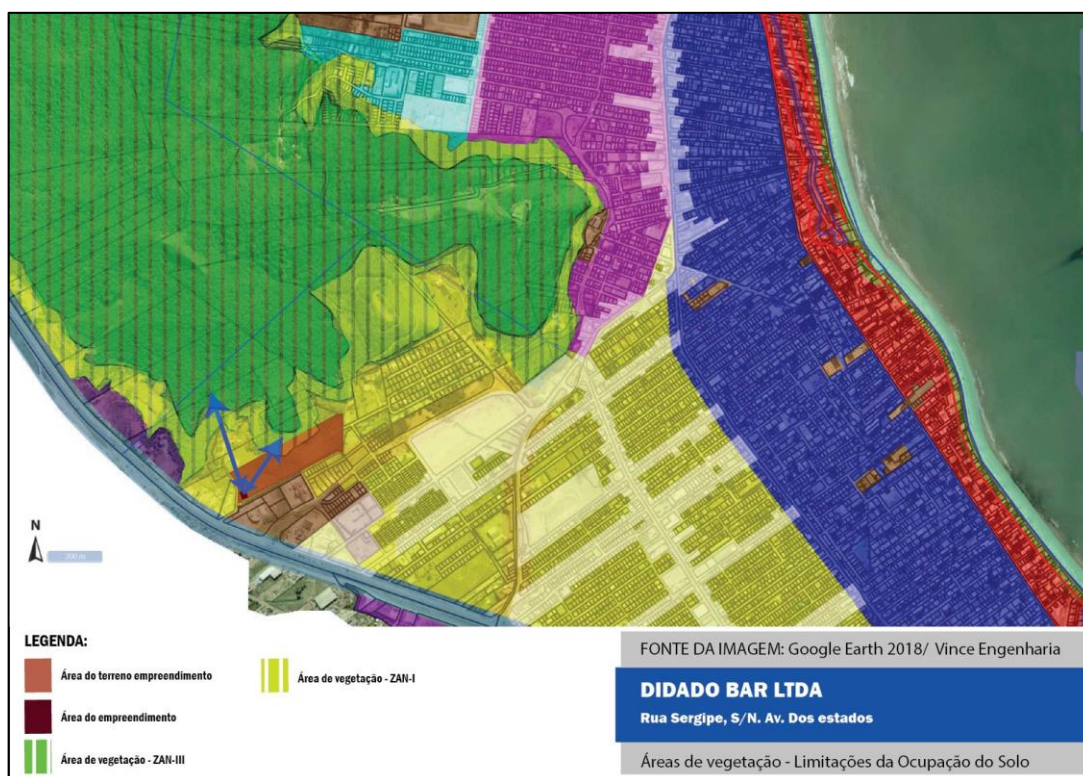 N
200 m
LEGENDA:
Área do terreno empreendimento
Área do empreendimento
Área de vegetação - ZAN-III
Área de vegetação - ZAN-I
FONTE DA IMAGEM: Google Earth 2018/ Vince Engenharia
DIDADO BAR LTDA
Rua Sergipe, S/N. Av. Dos estados
Áreas de vegetação - Limitações da Ocupação do Solo